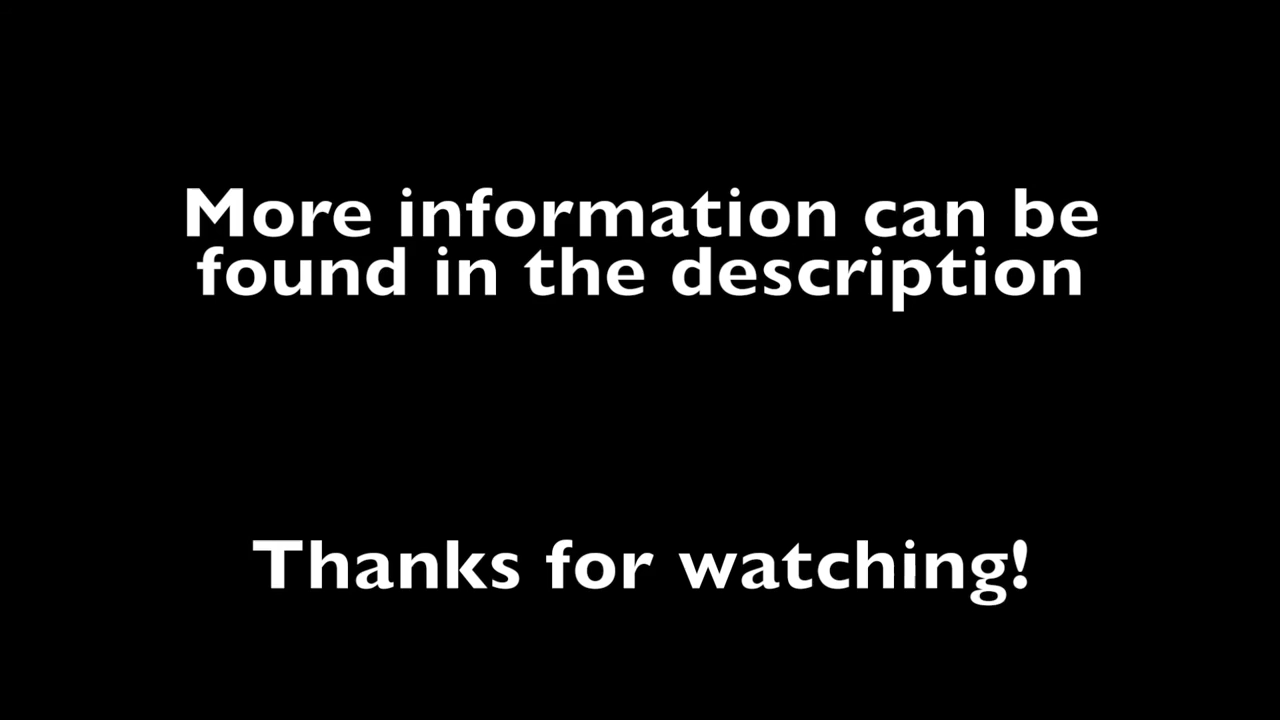 More information can be
found in the description
Thanks for watching!